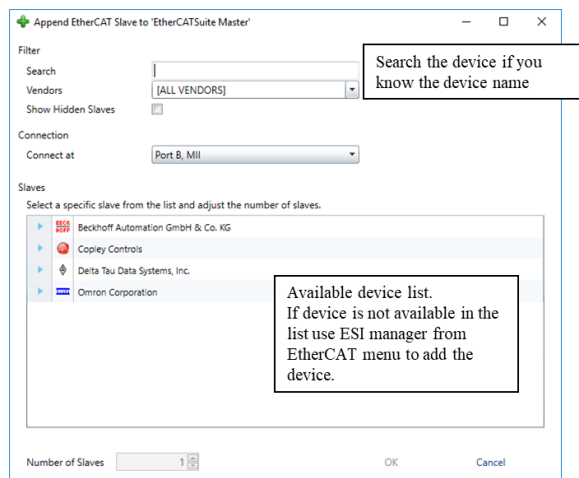 Append EtherCAT Slave to 'EtherCATSuite Master'
Filter
Search
Search the device if you
know the device name
Vendors
[ALL VENDORS]
Show Hidden Slaves
Connection
Connect at
Port B, MII
Slaves
Select a specific slave from the list and adjust the number of slaves.
BECK
HOFF
Beckhoff Automation GmbH & Co. KG
Copley Controls
Delta Tau Data Systems, Inc.
Omron Corporation
Available device list.
If device is not available in the
list use ESI manager from
EtherCAT menu to add the
device.
Number of Slaves
1
OK
Cancel